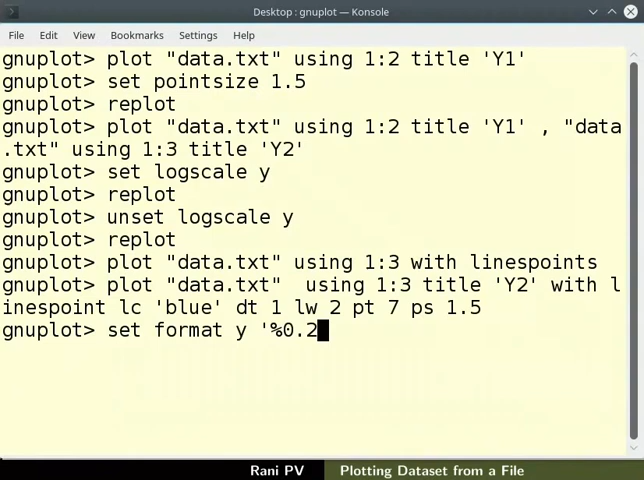 Desktop : gnuplot — Konsole
File Edit View Bookmarks Settings Help
gnuplot> plot "data.txt" using 1:2 title 'Y1'
gnuplot> set pointsize 1.5
gnuplot> replot
gnuplot> plot "data.txt" using 1:2 title 'Y1' , "data
.txt" using 1:3 title 'Y2'
gnuplot> set logscale y
gnuplot> replot
gnuplot> unset logscale y
gnuplot> replot
gnuplot> plot "data.txt" using 1:3 with linespoints
gnuplot> plot "data.txt"  using 1:3 title 'Y2' with l
inespoint lc 'blue' dt 1 lw 2 pt 7 ps 1.5
gnuplot> set format y '%0.2
Rani PV Plotting Dataset from a File